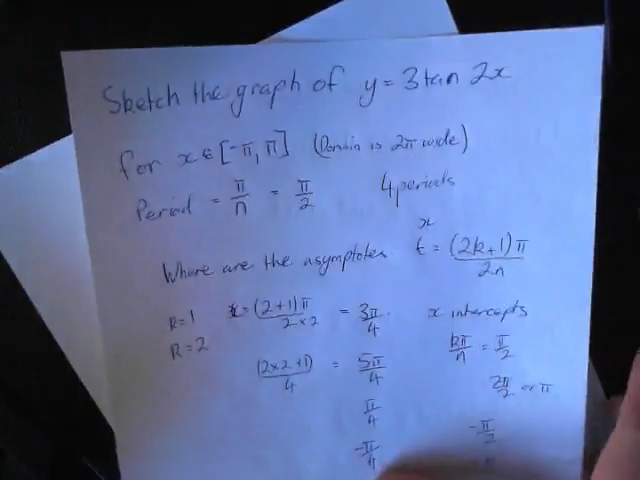 Sketch the graph of y = 3 tan 2x
for x ∈ [-π, π] (Domain is 2π wide)
Period = π/n = π/2 4 periods
x
Where are the asymptotes t = (2k+1)π/2n
k=1 x = (2+1)π/2×2 = 3π/4 x intercepts
k=2 (2×2+1)/4 = 5π/4 kπ/n = π/2
2π/2 or π
π/4
-π/4 -π/2